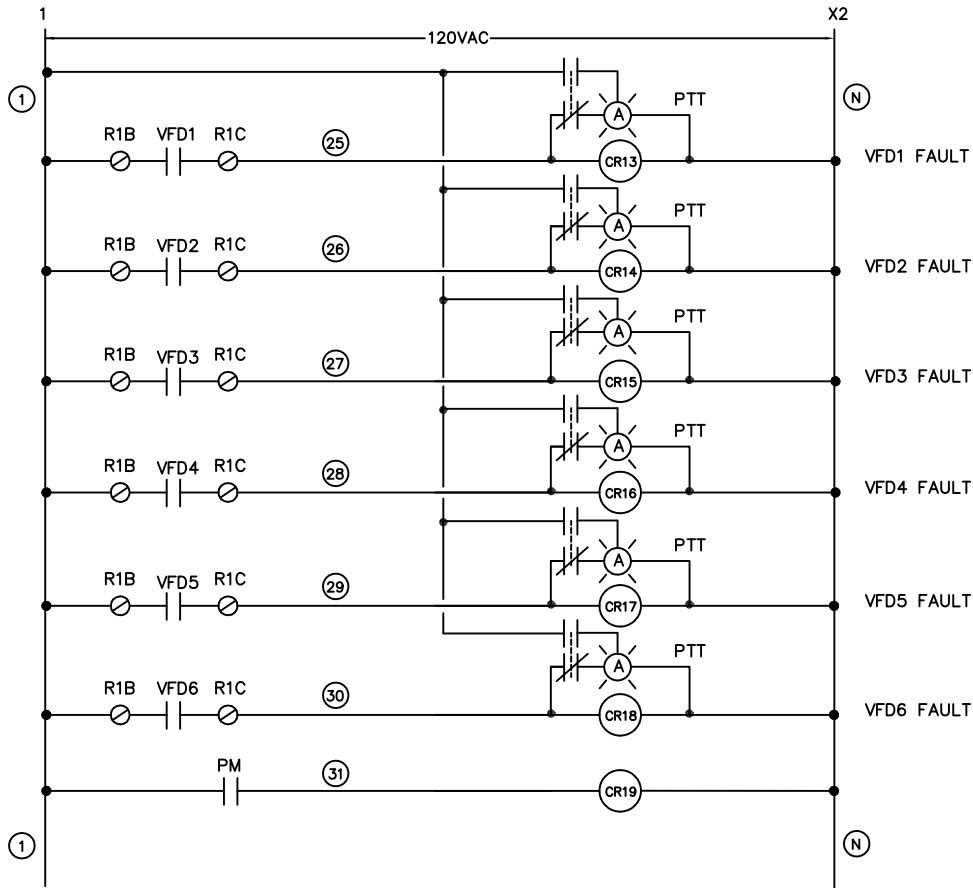 1 X2
120VAC
1 PTT N
A
R1B VFD1 R1C 25 CR13 VFD1 FAULT
PTT
A
R1B VFD2 R1C 26 CR14 VFD2 FAULT
PTT
A
R1B VFD3 R1C 27 CR15 VFD3 FAULT
PTT
A
R1B VFD4 R1C 28 CR16 VFD4 FAULT
PTT
A
R1B VFD5 R1C 29 CR17 VFD5 FAULT
PTT
A
R1B VFD6 R1C 30 CR18 VFD6 FAULT
PM 31 CR19
1 N